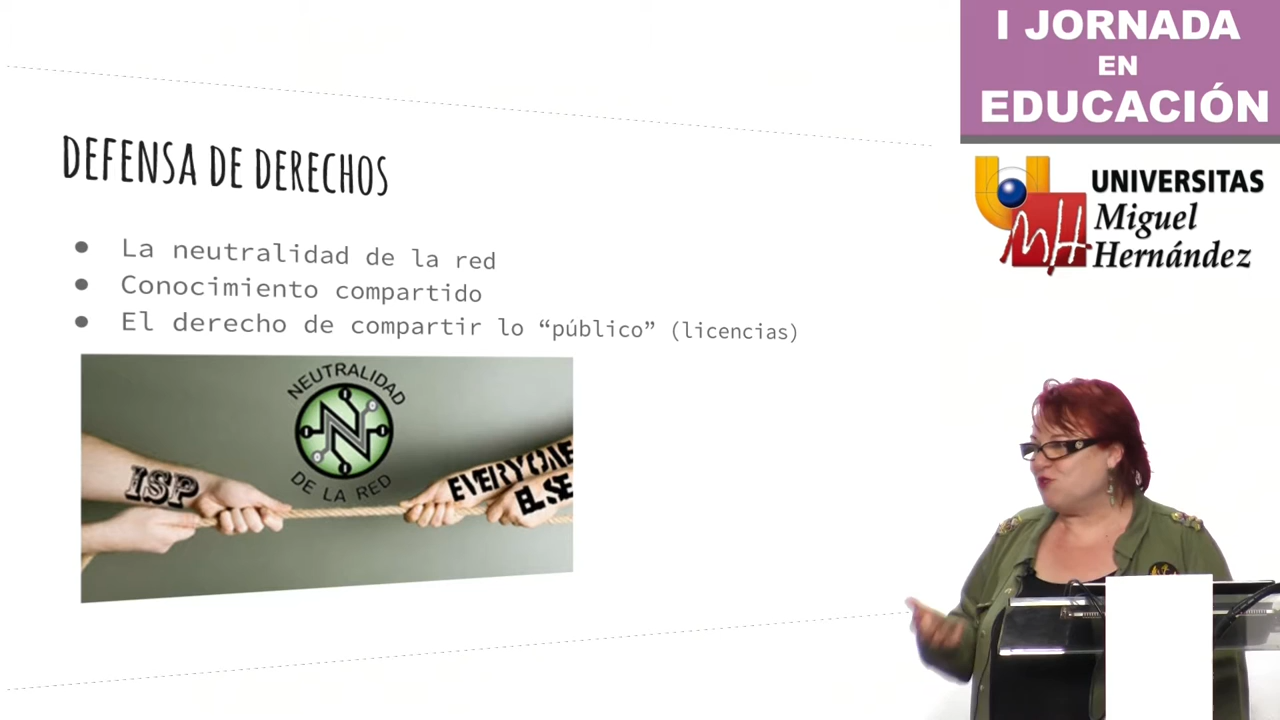 I JORNADA
EN
EDUCACIÓN
UNIVERSITAS
Miguel
Hernández
DEFENSA DE DERECHOS
● La neutralidad de la red
● Conocimiento compartido
● El derecho de compartir lo “público” (licencias)
NEUTRALIDAD
N
DE LA RED
ISP
EVERYONE
ELSE